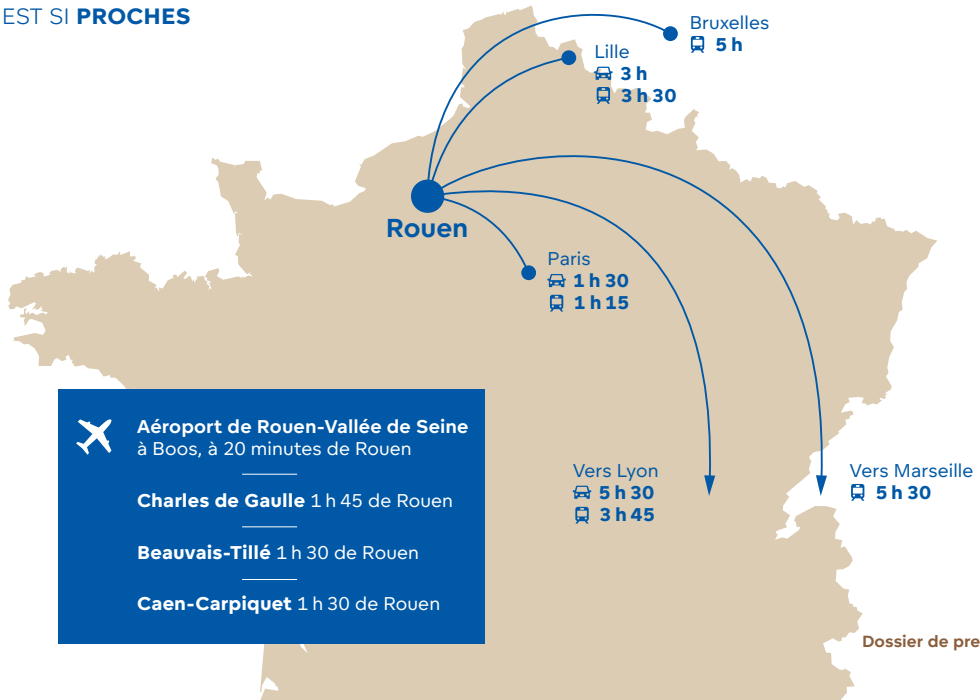 EST SI PROCHES
Bruxelles
5 h
Lille
3 h
3 h 30
Rouen
Paris
1 h 30
1 h 15
Aéroport de Rouen-Vallée de Seine
à Boos, à 20 minutes de Rouen
Charles de Gaulle 1 h 45 de Rouen
Beauvais-Tillé 1 h 30 de Rouen
Caen-Carpiquet 1 h 30 de Rouen
Vers Lyon
5 h 30
3 h 45
Vers Marseille
5 h 30
Dossier de pre